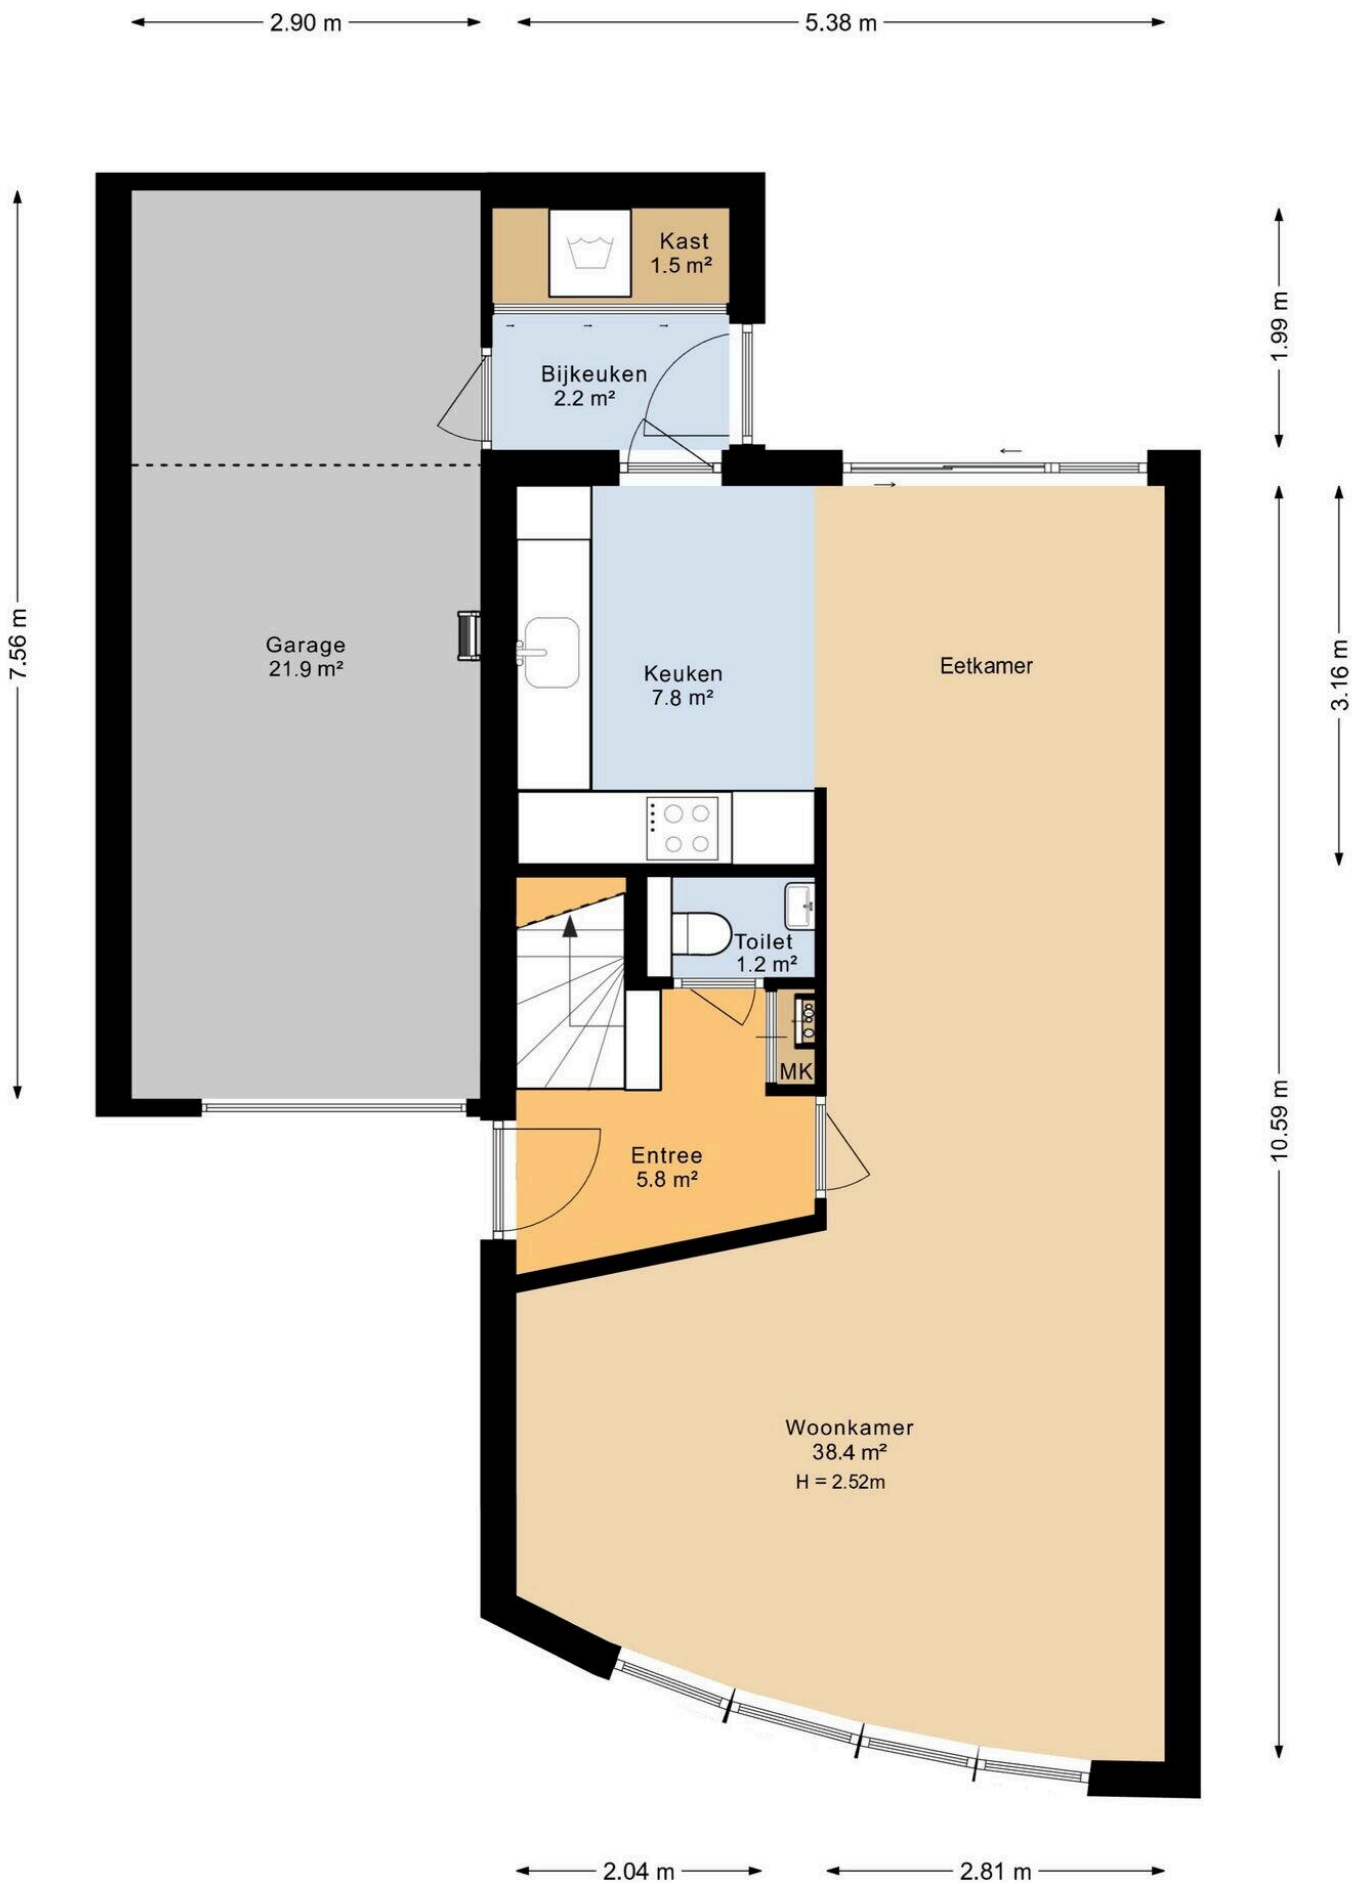 2.90 m
5.38 m
Kast
1.5 m²
1.99 m
Bijkeuken
2.2 m²
7.56 m
Garage
21.9 m²
Keuken
7.8 m²
Eetkamer
3.16 m
Toilet
1.2 m²
MK
10.59 m
Entree
5.8 m²
Woonkamer
38.4 m²
H = 2.52m
2.04 m
2.81 m